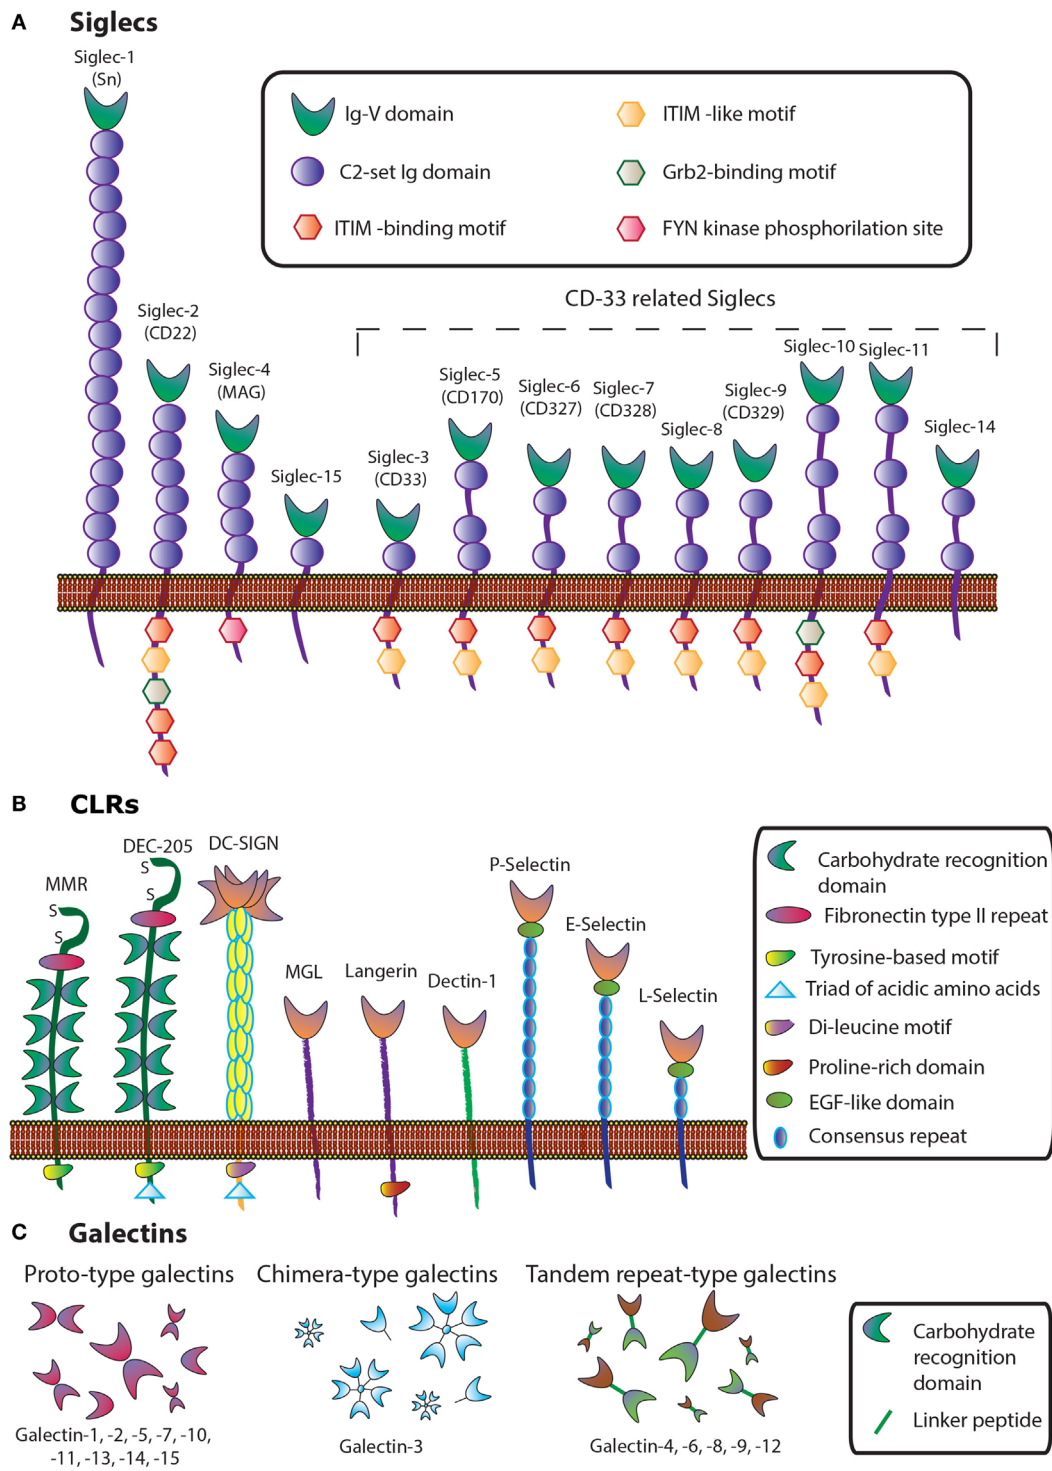 A Siglecs
Siglec-1
(Sn)
Ig-V domain
ITIM -like motif
C2-set Ig domain
Grb2-binding motif
ITIM -binding motif
FYN kinase phosphorilation site
CD-33 related Siglecs
Siglec-2
(CD22)
Siglec-4
(MAG)
Siglec-15
Siglec-3
(CD33)
Siglec-5
(CD170)
Siglec-6
(CD327)
Siglec-7
(CD328)
Siglec-8
Siglec-9
(CD329)
Siglec-10
Siglec-11
Siglec-14
B CLRs
MMR
S
S
DEC-205
S
S
DC-SIGN
MGL
Langerin
Dectin-1
P-Selectin
E-Selectin
L-Selectin
Carbohydrate recognition
domain
Fibronectin type II repeat
Tyrosine-based motif
Triad of acidic amino acids
Di-leucine motif
Proline-rich domain
EGF-like domain
Consensus repeat
C Galectins
Proto-type galectins
Galectin-1, -2, -5, -7, -10,
-11, -13, -14, -15
Chimera-type galectins
Galectin-3
Tandem repeat-type galectins
Galectin-4, -6, -8, -9, -12
Carbohydrate
recognition
domain
Linker peptide